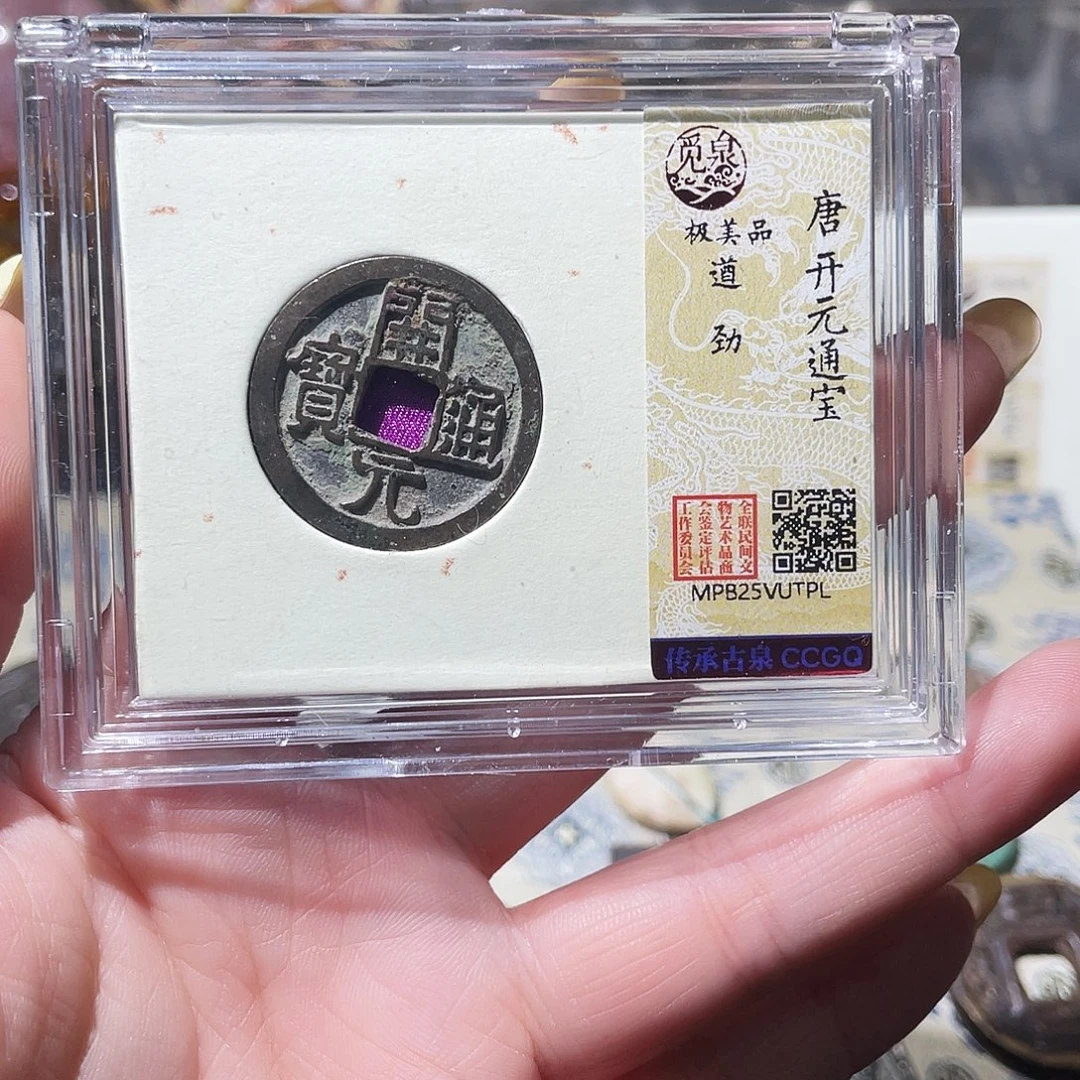 開元通寶
觅泉
唐 开元通宝
极美品
遒劲
全联民间文
物艺术品商
会鉴定评估
工作委员会
MPB25VUTPL
传承古泉 CCGQ